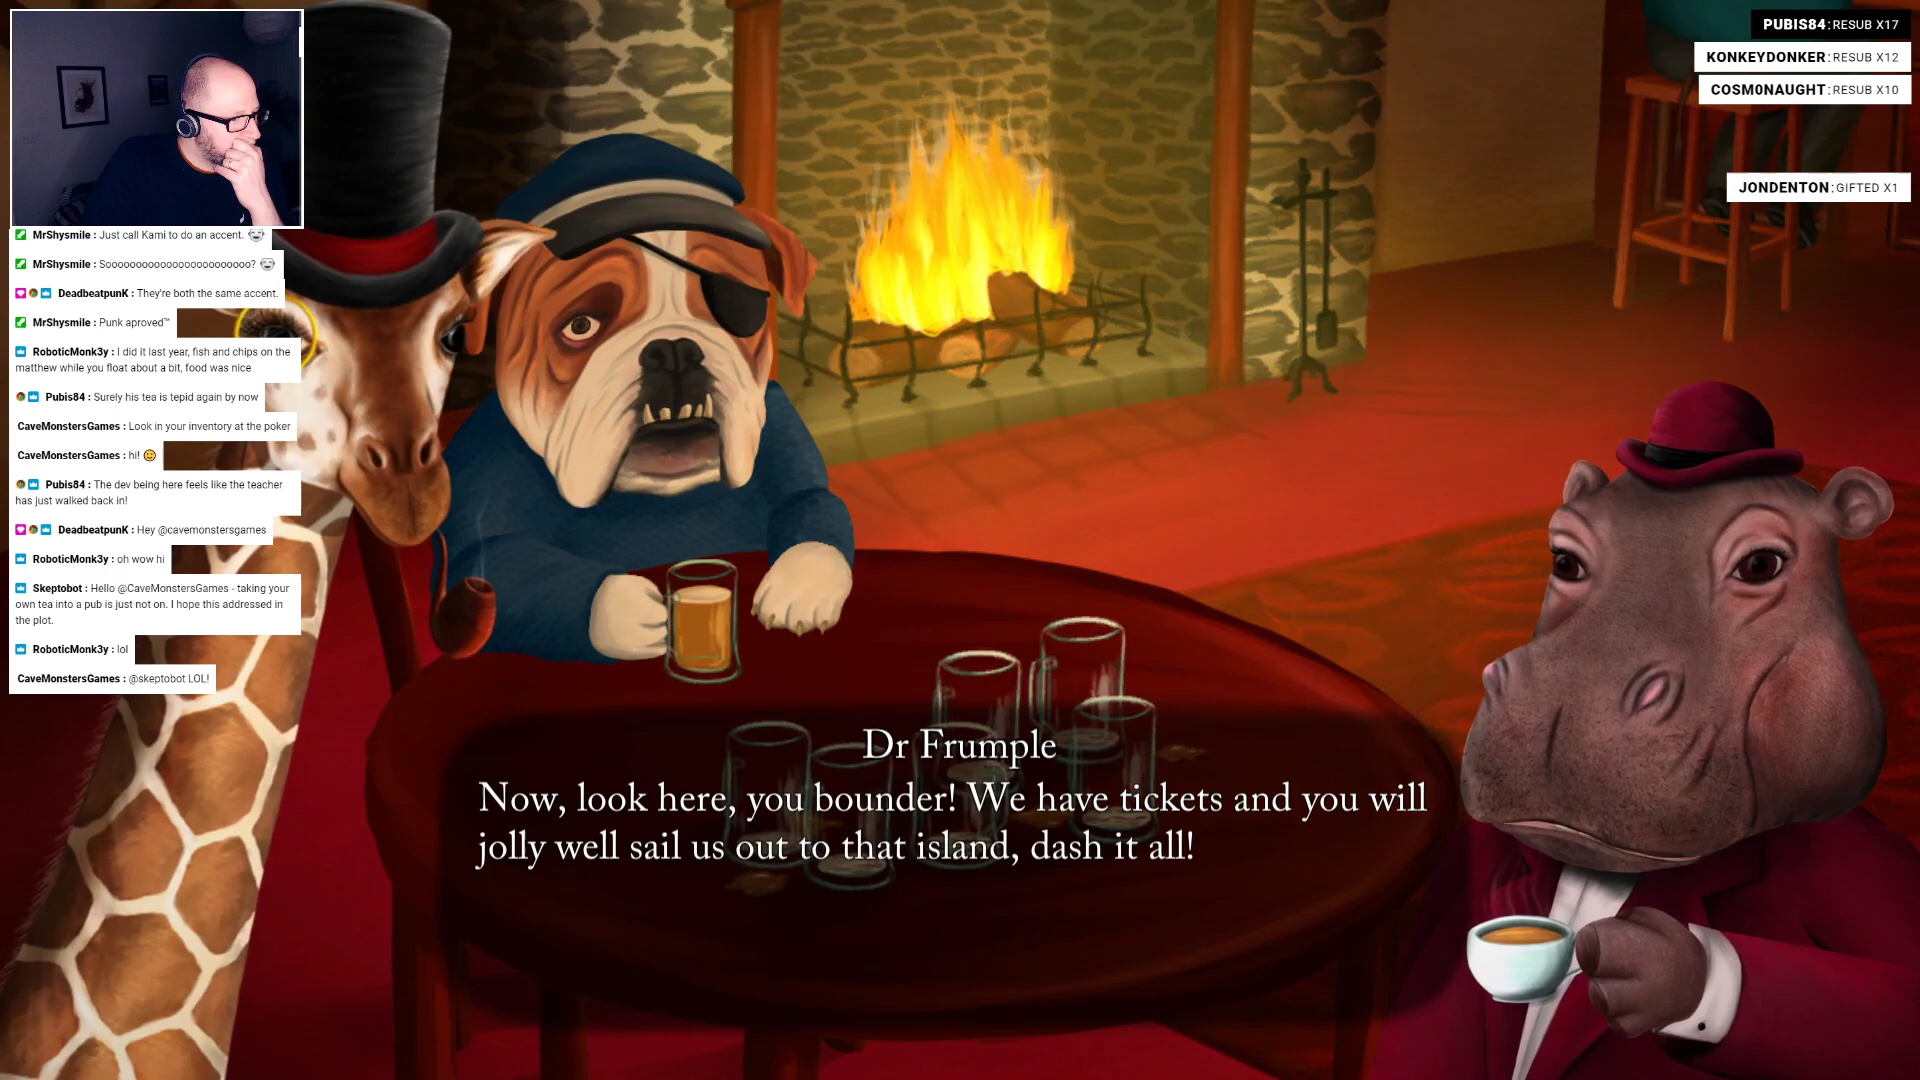 MrShysmile : Just call Kami to do an accent.
MrShysmile : Soooooooooooooooooooooooo?
DeadbeatpunK : They're both the same accent.
MrShysmile : Punk aproved™
RoboticMonk3y : I did it last year, fish and chips on the
matthew while you float about a bit, food was nice
Pubis84 : Surely his tea is tepid again by now
CaveMonstersGames : Look in your inventory at the poker
CaveMonstersGames : hi!
Pubis84 : The dev being here feels like the teacher
has just walked back in!
DeadbeatpunK : Hey @cavemonstersgames
RoboticMonk3y : oh wow hi
Skeptobot : Hello @CaveMonstersGames - taking your
own tea into a pub is just not on. I hope this addressed in
the plot.
RoboticMonk3y : lol
CaveMonstersGames : @skeptobot LOL!
PUBIS84: RESUB X17
KONKEYDONKER: RESUB X12
COSM0NAUGHT: RESUB X10
JONDENTON: GIFTED X1
Dr Frumple
Now, look here, you bounder! We have tickets and you will
jolly well sail us out to that island, dash it all!